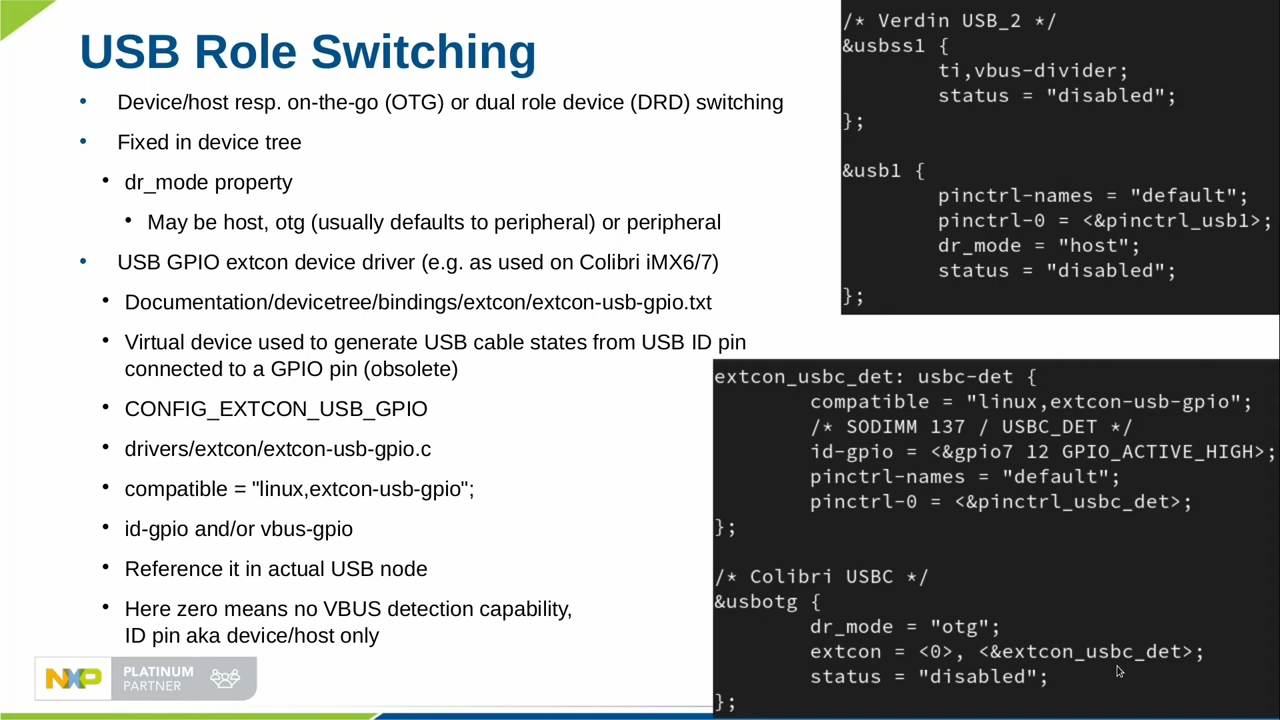 USB Role Switching
• Device/host resp. on-the-go (OTG) or dual role device (DRD) switching
• Fixed in device tree
• dr_mode property
• May be host, otg (usually defaults to peripheral) or peripheral
• USB GPIO extcon device driver (e.g. as used on Colibri iMX6/7)
• Documentation/devicetree/bindings/extcon/extcon-usb-gpio.txt
• Virtual device used to generate USB cable states from USB ID pin
connected to a GPIO pin (obsolete)
• CONFIG_EXTCON_USB_GPIO
• drivers/extcon/extcon-usb-gpio.c
• compatible = "linux,extcon-usb-gpio";
• id-gpio and/or vbus-gpio
• Reference it in actual USB node
• Here zero means no VBUS detection capability,
ID pin aka device/host only
NXP
PLATINUM
PARTNER
/* Verdin USB_2 */
&usbss1 {
        ti,vbus-divider;
        status = "disabled";
};
&usb1 {
        pinctrl-names = "default";
        pinctrl-0 = <&pinctrl_usb1>;
        dr_mode = "host";
        status = "disabled";
};
extcon_usbc_det: usbc-det {
        compatible = "linux,extcon-usb-gpio";
        /* SODIMM 137 / USBC_DET */
        id-gpio = <&gpio7 12 GPIO_ACTIVE_HIGH>;
        pinctrl-names = "default";
        pinctrl-0 = <&pinctrl_usbc_det>;
};
/* Colibri USBC */
&usbotg {
        dr_mode = "otg";
        extcon = <0>, <&extcon_usbc_det>;
        status = "disabled";
};